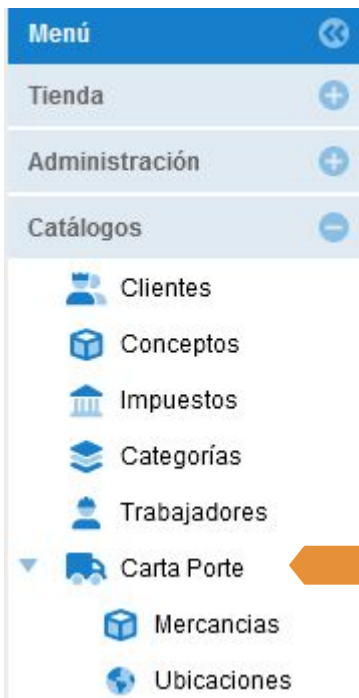 Menú
Tienda
Administración
Catálogos
Clientes
Conceptos
Impuestos
Categorías
Trabajadores
Carta Porte
Mercancias
Ubicaciones